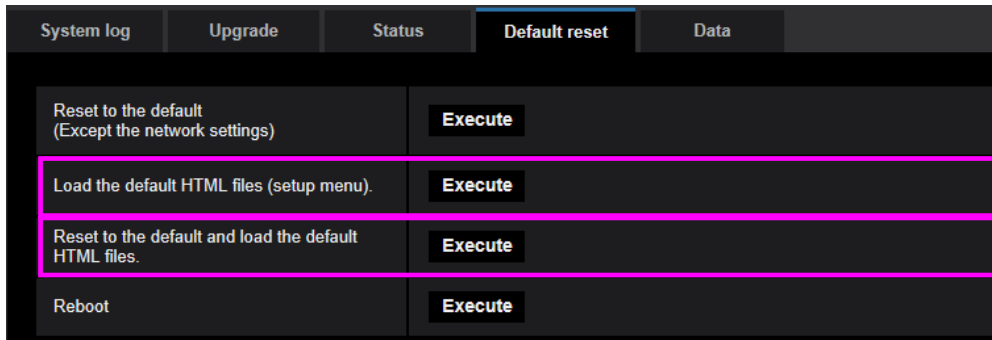 System log Upgrade Status Default reset Data
Reset to the default
(Except the network settings) Execute
Load the default HTML files (setup menu). Execute
Reset to the default and load the default
HTML files. Execute
Reboot Execute